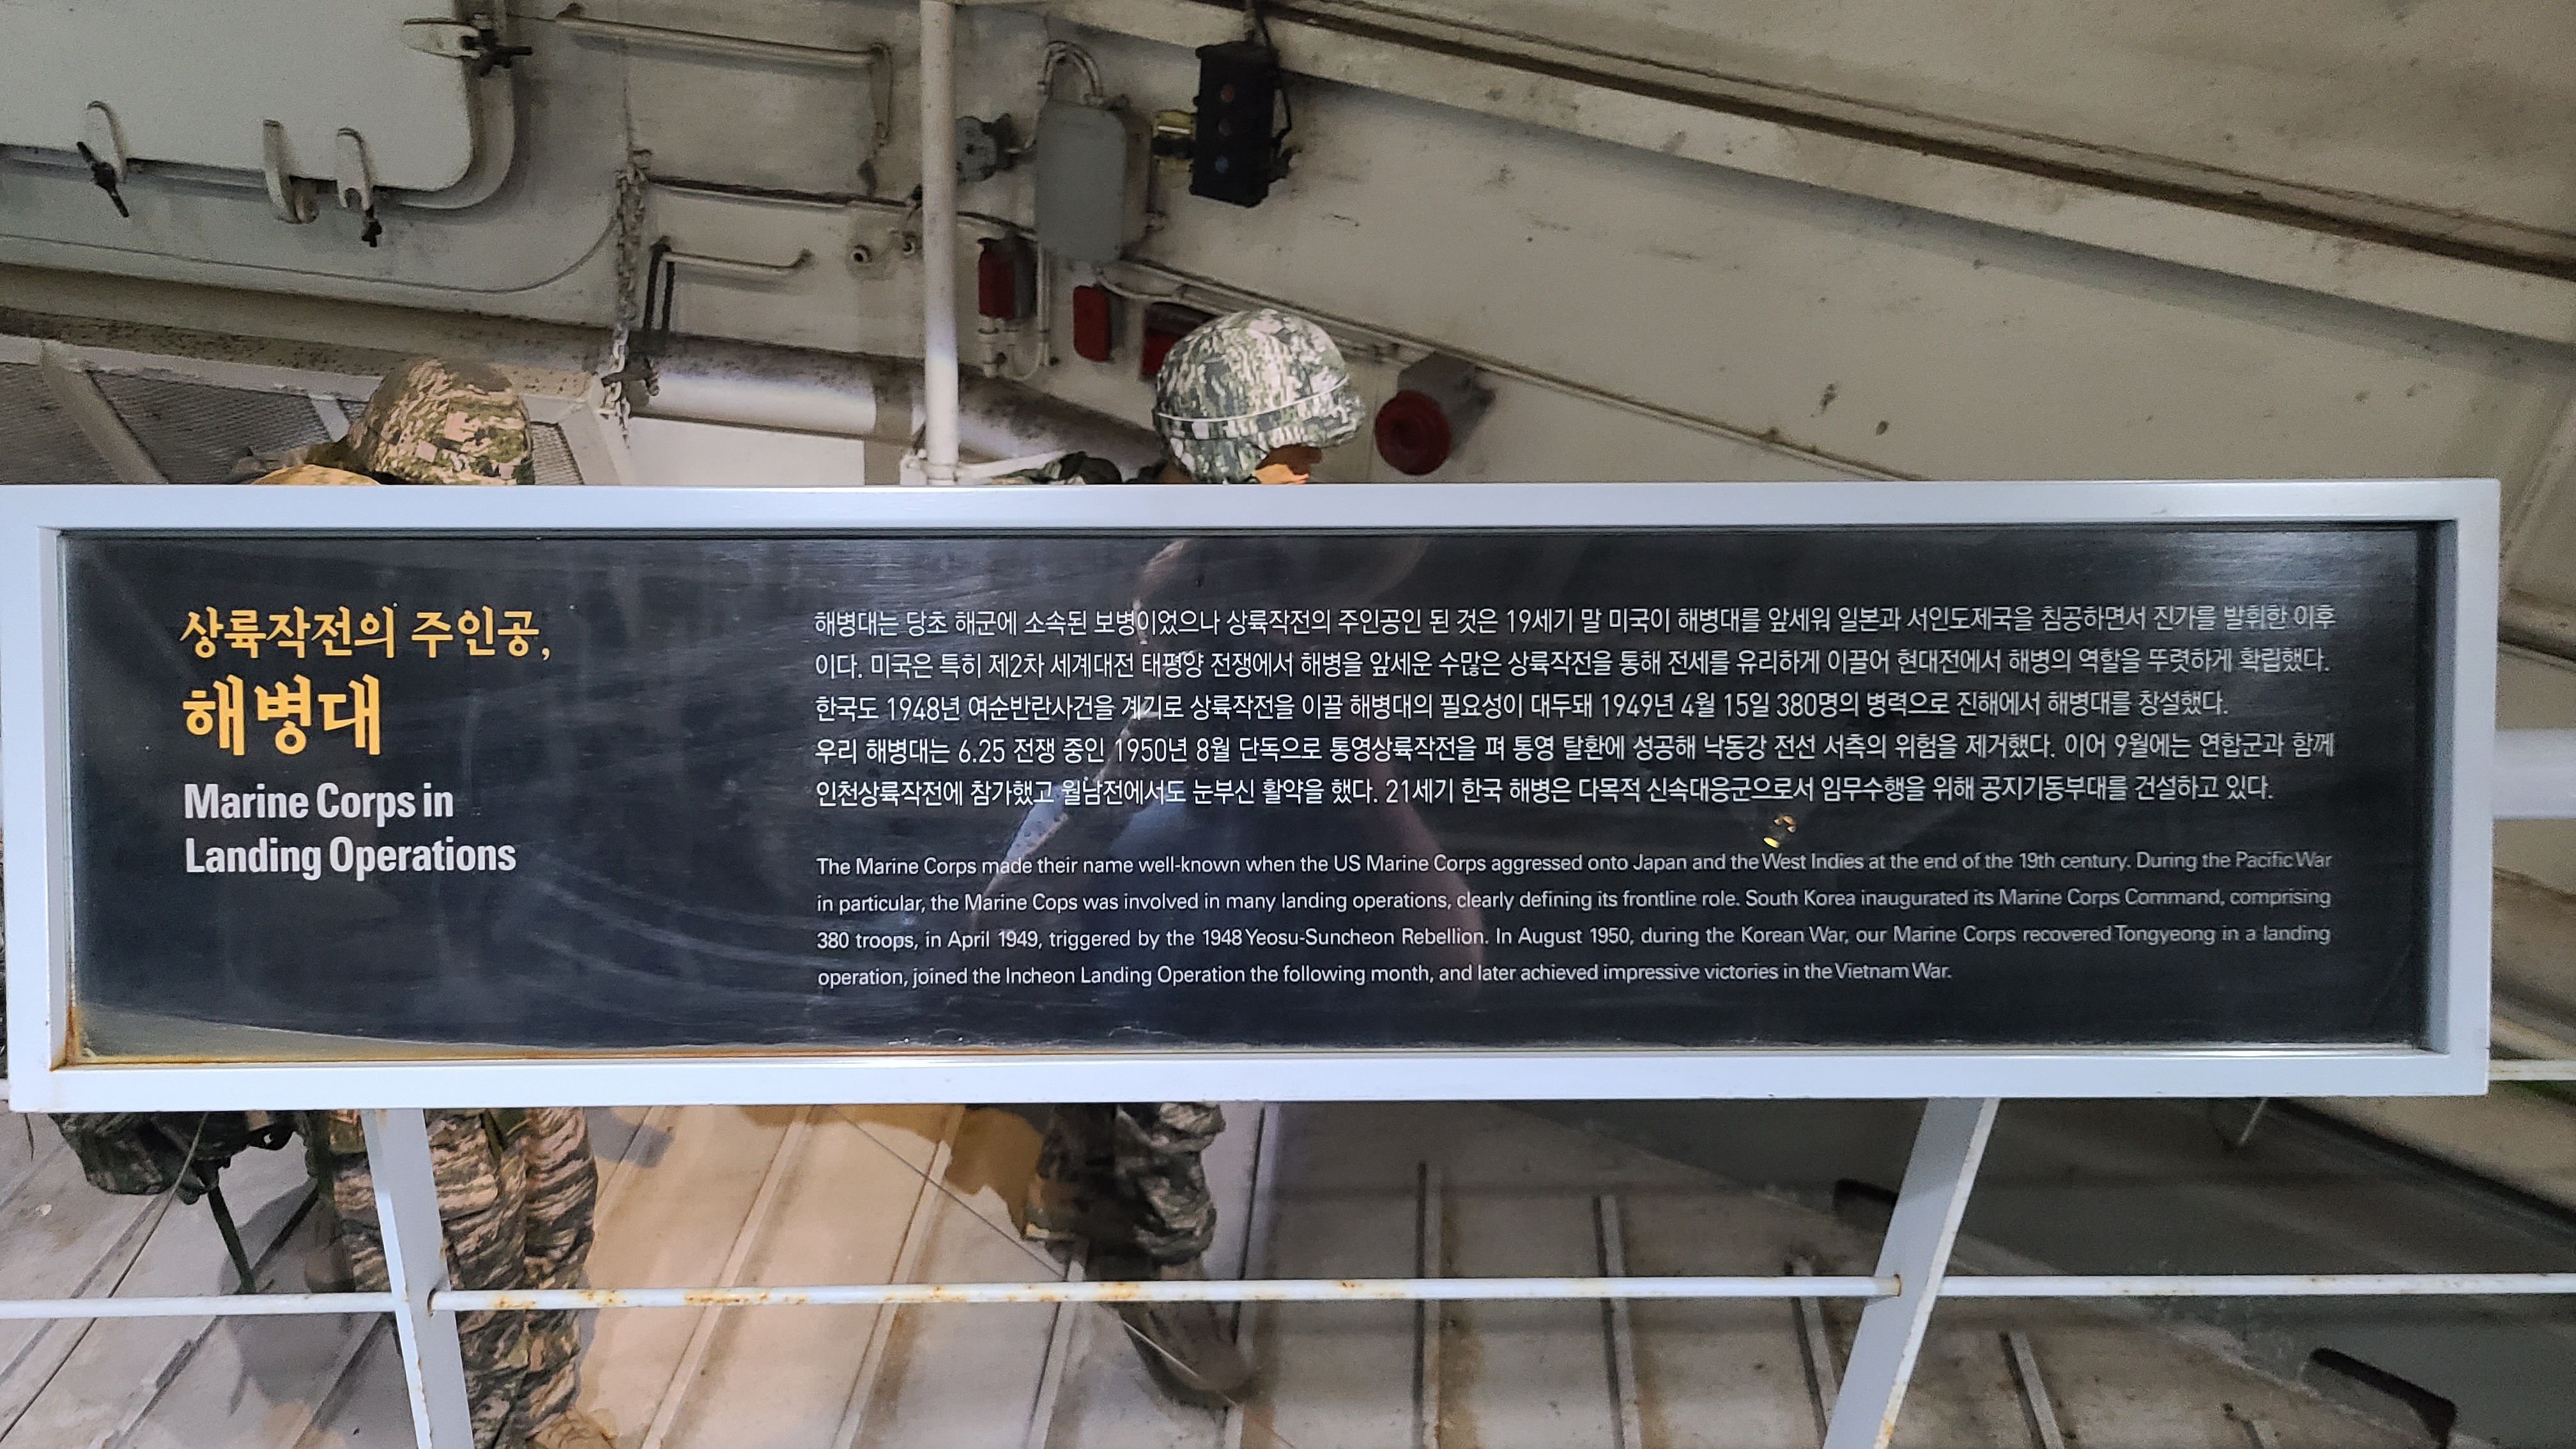 상륙작전의 주인공,
해병대
Marine Corps in
Landing Operations
해병대는 당초 해군에 소속된 보병이었으나 상륙작전의 주인공인 된 것은 19세기 말 미국이 해병대를 앞세워 일본과 서인도제국을 침공하면서 진가를 발휘한 이후
이다. 미국은 특히 제2차 세계대전 태평양 전쟁에서 해병을 앞세운 수많은 상륙작전을 통해 전세를 유리하게 이끌어 현대전에서 해병의 역할을 뚜렷하게 확립했다.
한국도 1948년 여순반란사건을 계기로 상륙작전을 이끌 해병대의 필요성이 대두돼 1949년 4월 15일 380명의 병력으로 진해에서 해병대를 창설했다.
우리 해병대는 6.25 전쟁 중인 1950년 8월 단독으로 통영상륙작전을 펴 통영 탈환에 성공해 낙동강 전선 서측의 위험을 제거했다. 이어 9월에는 연합군과 함께
인천상륙작전에 참가했고 월남전에서도 눈부신 활약을 했다. 21세기 한국 해병은 다목적 신속대응군으로서 임무수행을 위해 공지기동부대를 건설하고 있다.
The Marine Corps made their name well-known when the US Marine Corps aggressed onto Japan and the West Indies at the end of the 19th century. During the Pacific War
in particular, the Marine Cops was involved in many landing operations, clearly defining its frontline role. South Korea inaugurated its Marine Corps Command, comprising
380 troops, in April 1949, triggered by the 1948 Yeosu-Suncheon Rebellion. In August 1950, during the Korean War, our Marine Corps recovered Tongyeong in a landing
operation, joined the Incheon Landing Operation the following month, and later achieved impressive victories in the Vietnam War.